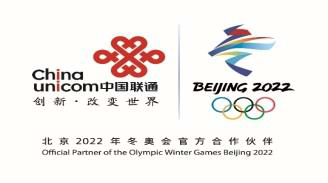 China
unicom中国联通
创新·改变世界
BEIJING 2022
北京2022年冬奥会官方合作伙伴
Official Partner of the Olympic Winter Games Beijing 2022